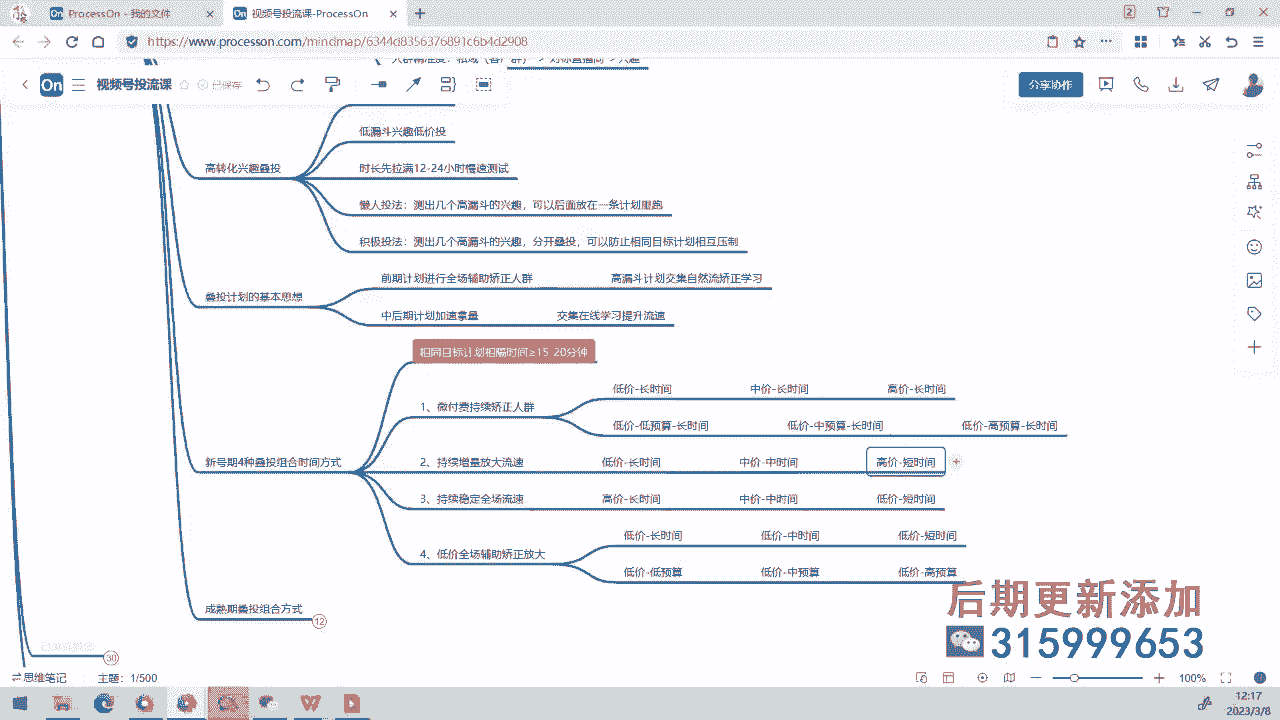 ProcessOn - 我的文件
视频号投流课-ProcessOn
2
https://www.processon.com/mindmap/6344d8356376891c6b4d2908
On 视频号投流课 已保存
分享协作
低漏斗兴趣低价投
高转化兴趣叠投
时长先拉满12-24小时慢速测试
懒人投法：测出几个高漏斗的兴趣，可以后面放在一条计划里跑
积极投法：测出几个高漏斗的兴趣，分开叠投，可以防止相同目标计划相互压制
叠投计划的基本思想
前期计划进行全场辅助矫正人群 高漏斗计划交集自然流矫正学习
中后期计划加速拿量 交集在线学习提升流速
新号期4种叠投组合时间方式
相同目标计划相隔时间≥15-20分钟
1、微付费持续矫正人群
低价-长时间 中价-长时间 高价-长时间
低价-低预算-长时间 低价-中预算-长时间 低价-高预算-长时间
2、持续增量放大流速 低价-长时间 中价-中时间 高价-短时间
3、持续稳定全场流速 高价-长时间 中价-中时间 低价-短时间
4、低价全场辅助矫正放大
低价-长时间 低价-中时间 低价-短时间
低价-低预算 低价-中预算 低价-高预算
成熟期叠投组合方式 12
30
后期更新添加
315999653
思维笔记 主题：1/500
100%
12:17
2023/3/8